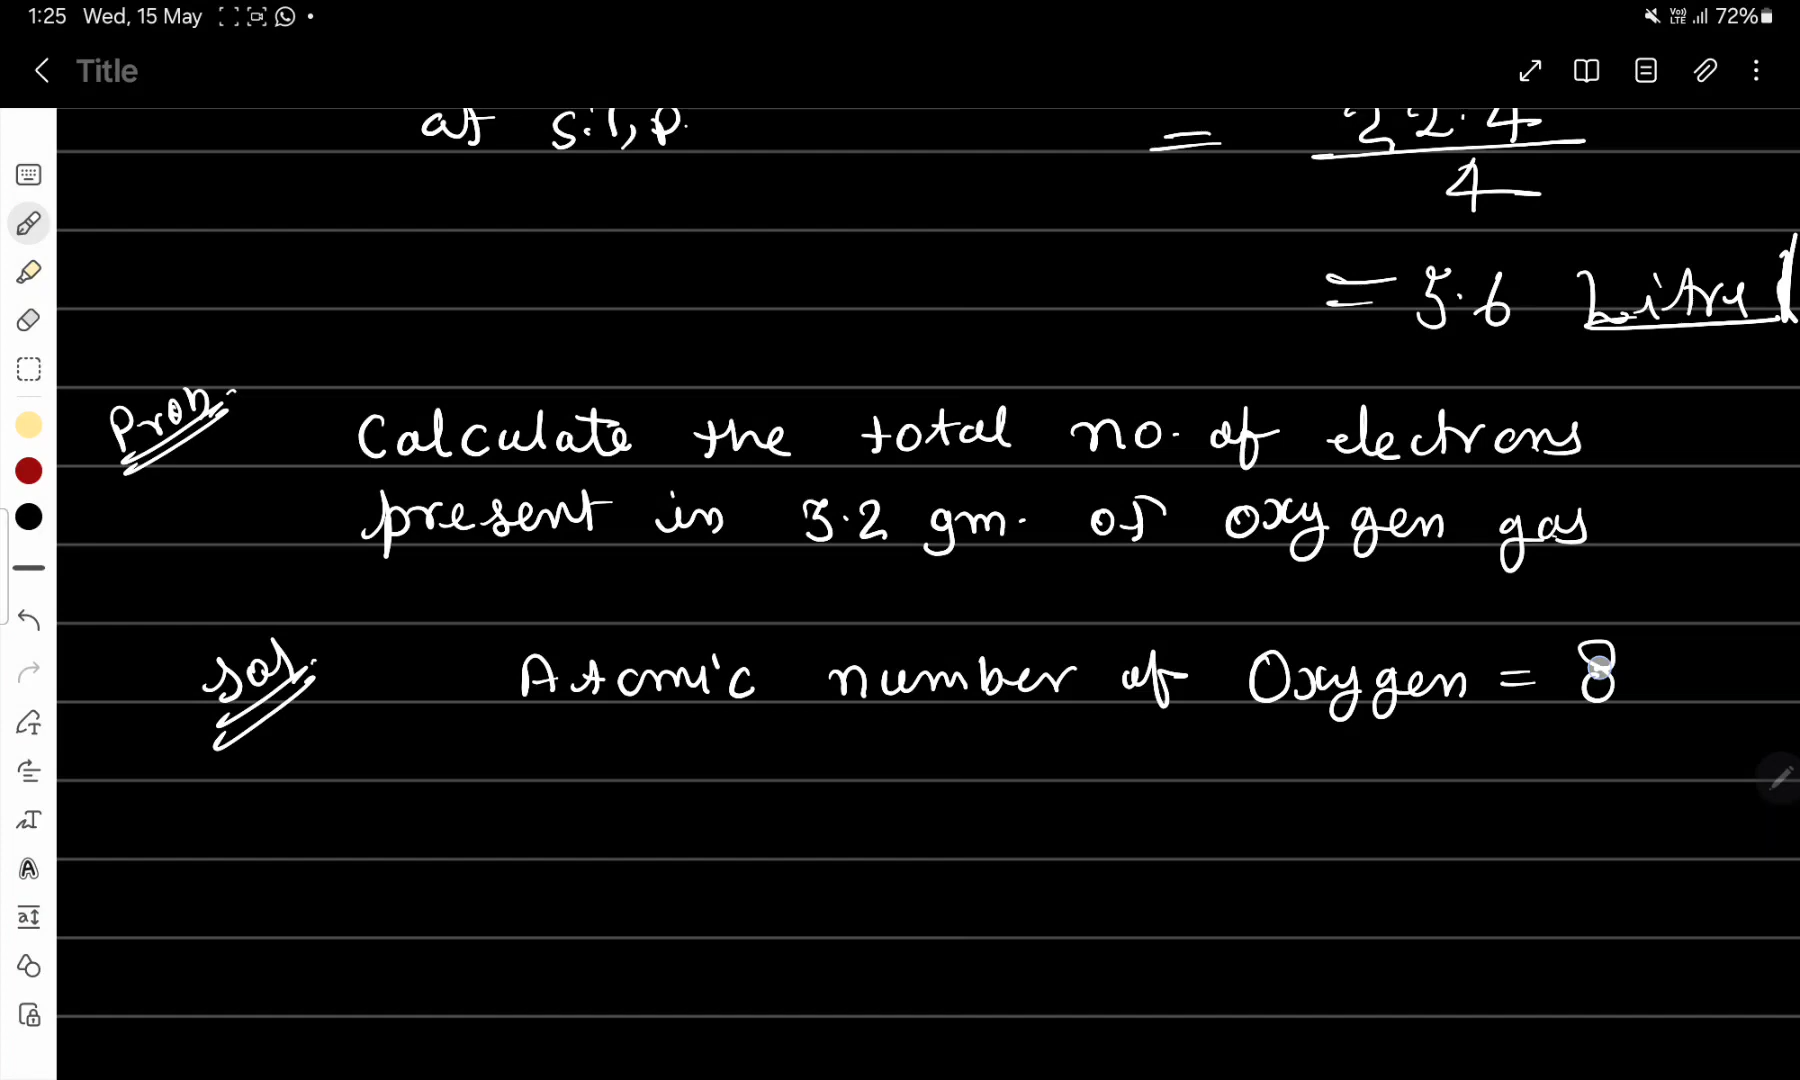 1:25 Wed, 15 May 72%
Title
at S.T,P. = 22.4
4
= 5.6 Litre
Prob. Calculate the total no. of electrons
present in 3.2 gm. of oxygen gas
Sol. Atomic number of Oxygen = 8